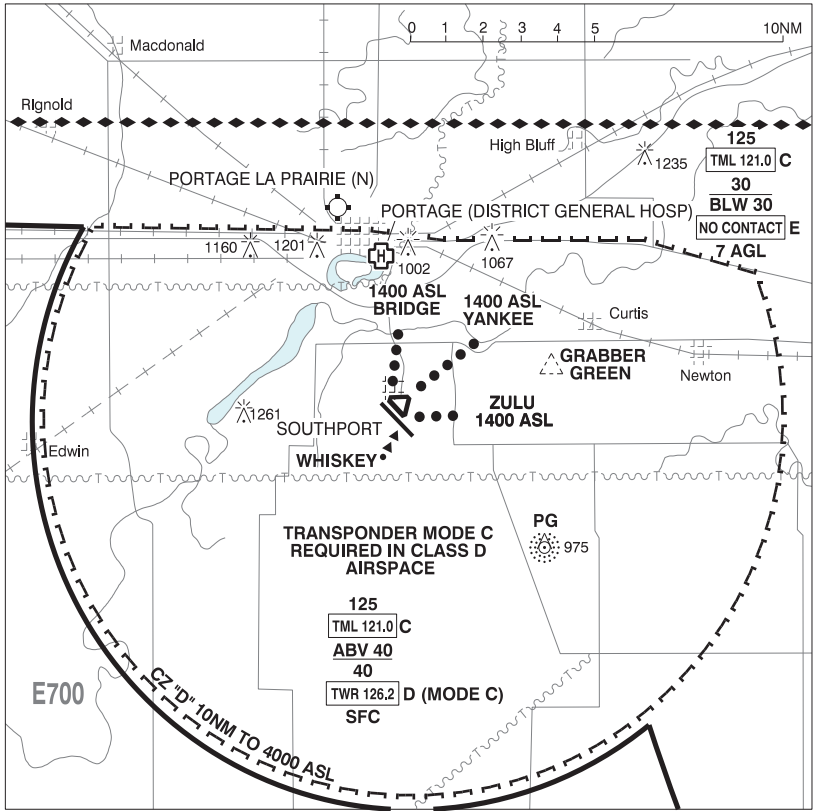 0 1 2 3 4 5 10NM
Macdonald
Rignold
High Bluff
1235
125
TML 121.0 C
30
BLW 30
NO CONTACT E
7 AGL
PORTAGE LA PRAIRIE (N)
PORTAGE (DISTRICT GENERAL HOSP)
1160
1201
H
1002
1067
1400 ASL
BRIDGE
1400 ASL
YANKEE
Curtis
GRABBER
GREEN
Newton
ZULU
1400 ASL
1261
SOUTHPORT
Edwin
WHISKEY
TRANSPONDER MODE C
REQUIRED IN CLASS D
AIRSPACE
PG
975
125
TML 121.0 C
ABV 40
40
TWR 126.2 D (MODE C)
SFC
E700
CZ "D" 10NM TO 4000 ASL